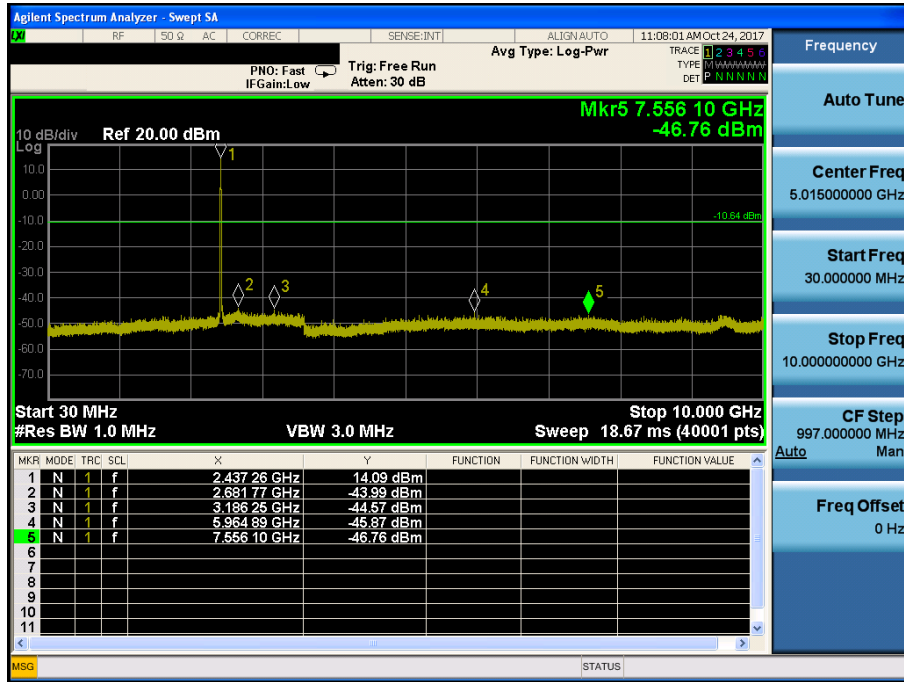 Agilent Spectrum Analyzer - Swept SA
LXI RF 50 Ω AC CORREC SENSE:INT ALIGN AUTO 11:08:01 AM Oct 24, 2017
Frequency
Avg Type: Log-Pwr TRACE 1 2 3 4 5 6
PNO: Fast Trig: Free Run TYPE M W W W W W
IFGain:Low Atten: 30 dB DET P N N N N N
Auto Tune
Mkr5 7.556 10 GHz
10 dB/div Ref 20.00 dBm -46.76 dBm
Log
1
10.0
0.00
-10.0
-10.64 dBm
-20.0
-30.0
-40.0
2 3 4 5
-50.0
-60.0
-70.0
Start 30 MHz Stop 10.000 GHz
#Res BW 1.0 MHz VBW 3.0 MHz Sweep 18.67 ms (40001 pts)
Center Freq
5.015000000 GHz
Start Freq
30.000000 MHz
Stop Freq
10.000000000 GHz
CF Step
997.000000 MHz
Auto Man
Freq Offset
0 Hz
MKR MODE TRC SCL X Y FUNCTION FUNCTION WIDTH FUNCTION VALUE
1 N 1 f 2.437 26 GHz 14.09 dBm
2 N 1 f 2.681 77 GHz -43.99 dBm
3 N 1 f 3.186 25 GHz -44.57 dBm
4 N 1 f 5.964 89 GHz -45.87 dBm
5 N 1 f 7.556 10 GHz -46.76 dBm
6
7
8
9
10
11
MSG STATUS